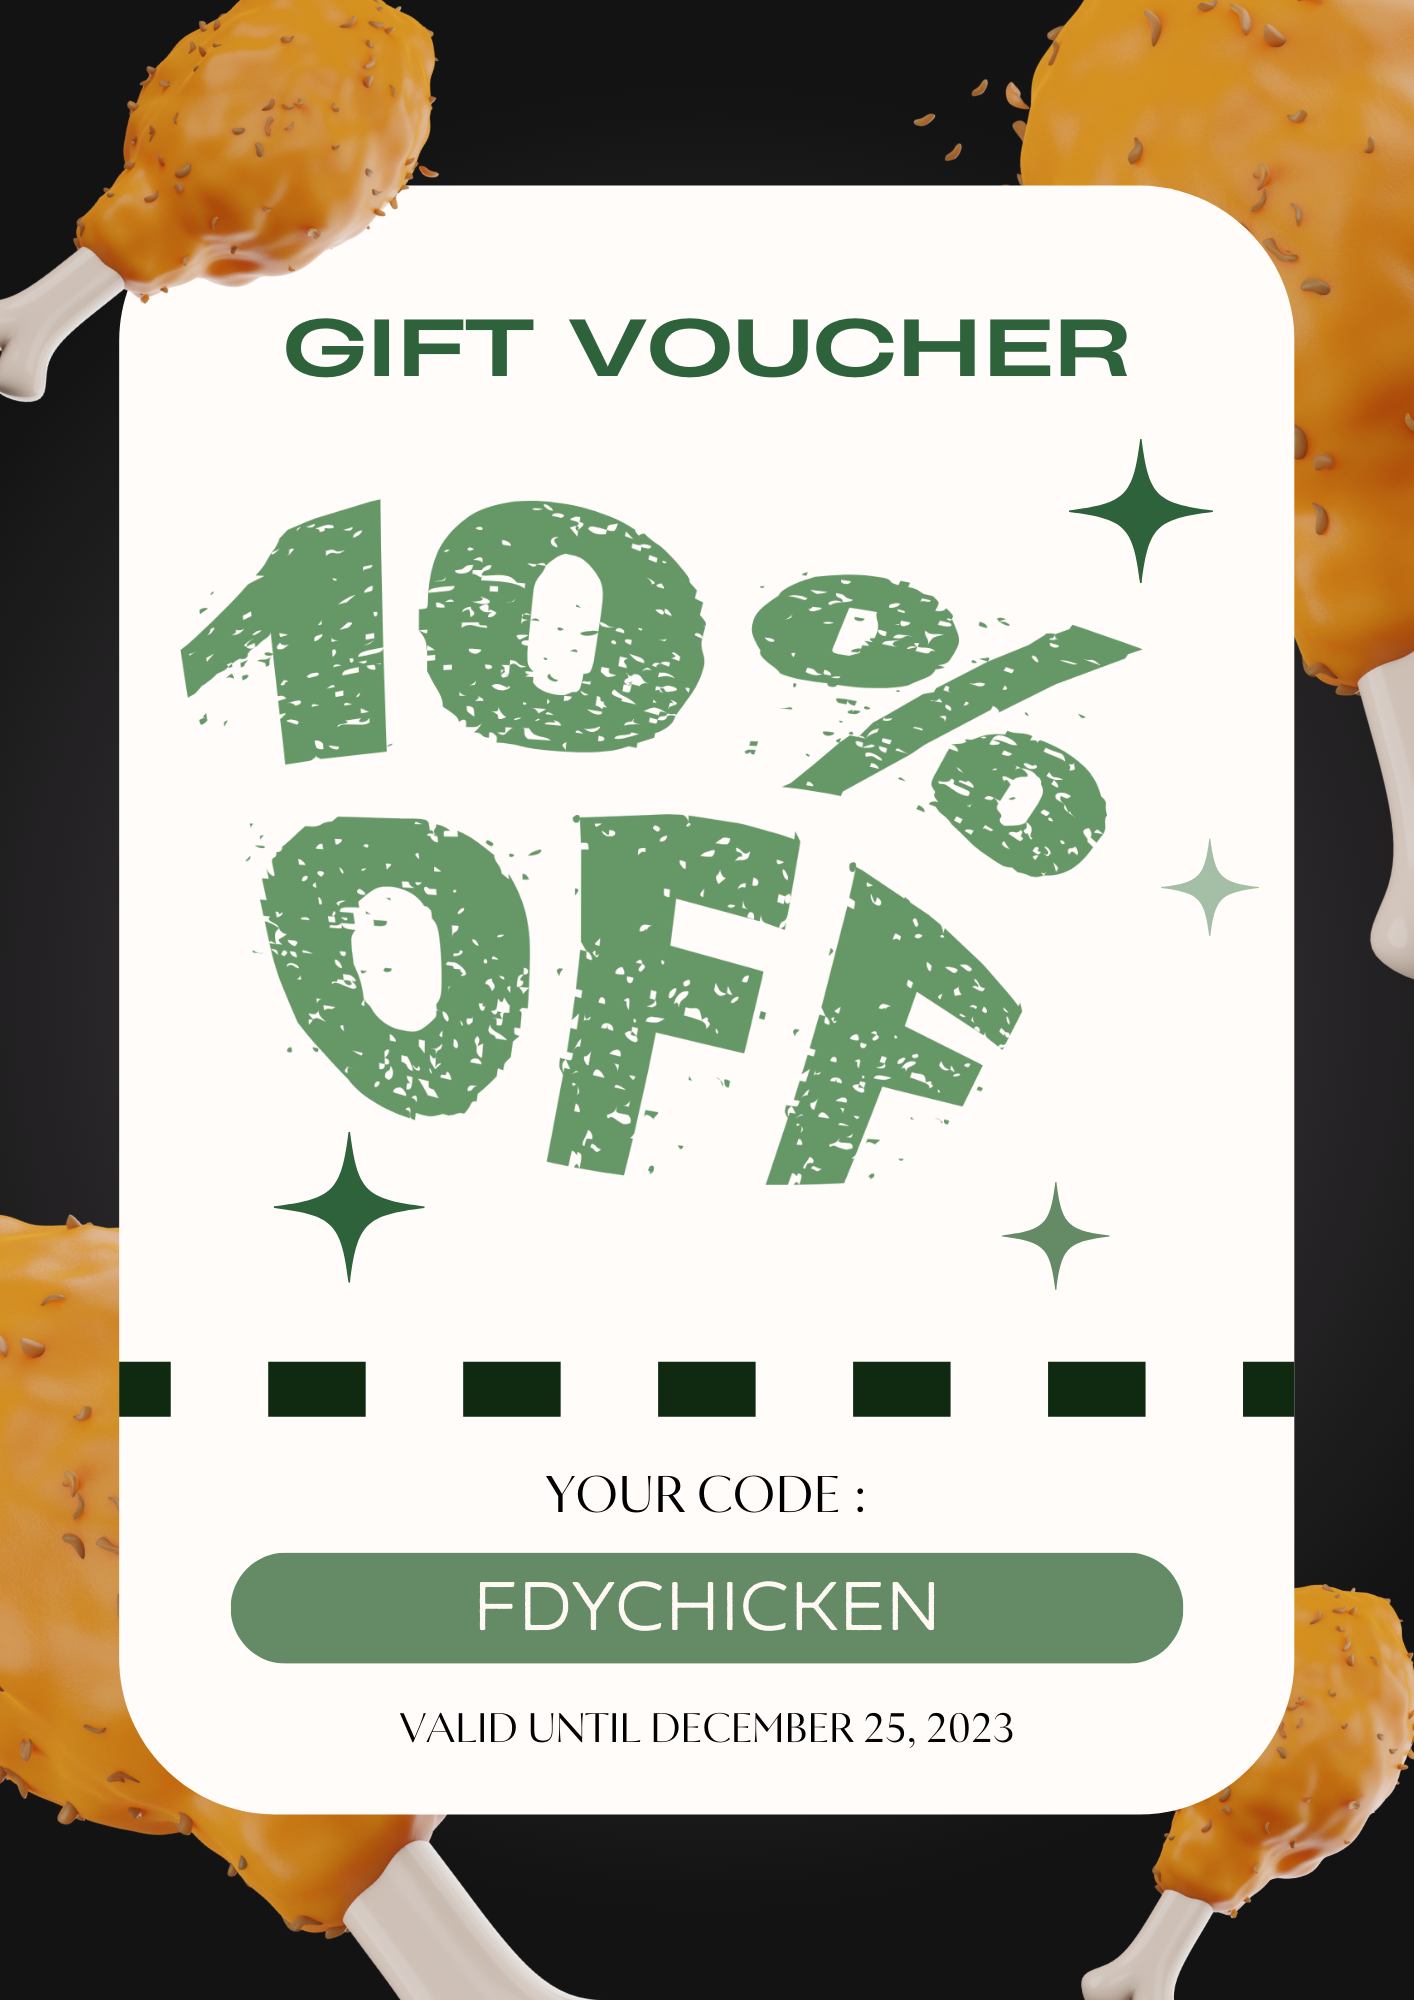 GIFT VOUCHER
10%
OFF
YOUR CODE :
FDYCHICKEN
VALID UNTIL DECEMBER 25, 2023